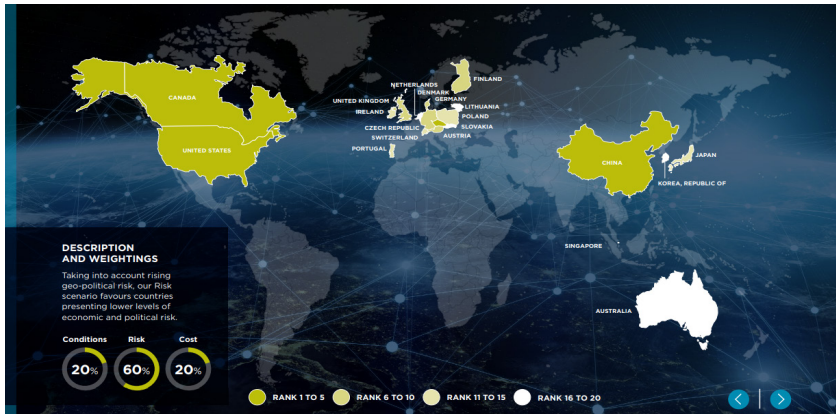 CANADA
UNITED STATES
NETHERLANDS
DENMARK
FINLAND
UNITED KINGDOM
GERMANY
IRELAND
LITHUANIA
POLAND
CZECH REPUBLIC
SLOVAKIA
SWITZERLAND
AUSTRIA
PORTUGAL
CHINA
JAPAN
KOREA, REPUBLIC OF
SINGAPORE
AUSTRALIA
DESCRIPTION
AND WEIGHTINGS
Taking into account rising
geo-political risk, our Risk
scenario favours countries
presenting lower levels of
economic and political risk.
Conditions Risk Cost
20% 60% 20%
RANK 1 TO 5 RANK 6 TO 10 RANK 11 TO 15 RANK 16 TO 20